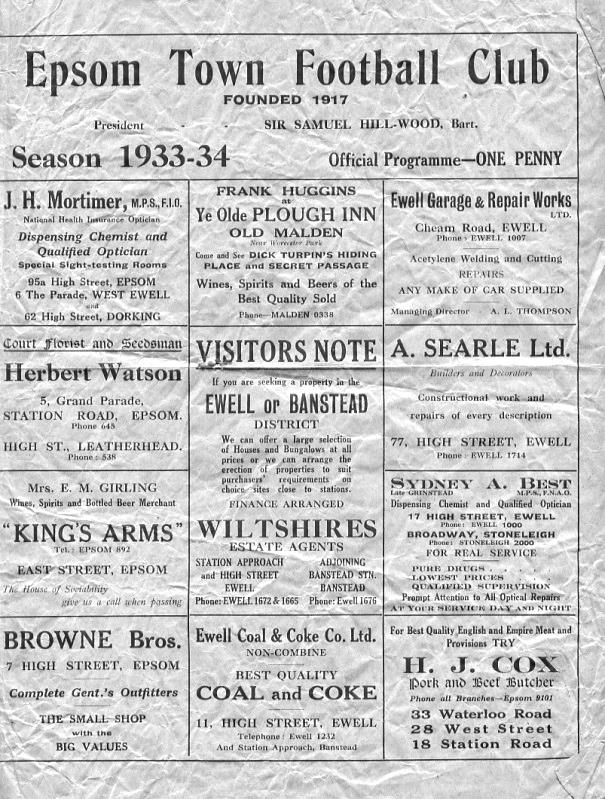 Epsom Town Football Club
FOUNDED 1917
President - - SIR SAMUEL HILL-WOOD, Bart.
Season 1933-34 Official Programme—ONE PENNY
J. H. Mortimer, M.P.S., F.I.O.
National Health Insurance Optician
Dispensing Chemist and
Qualified Optician
Special Sight-testing Rooms
95a High Street, EPSOM
6 The Parade, WEST EWELL
and
62 High Street, DORKING
FRANK HUGGINS
at
Ye Olde PLOUGH INN
OLD MALDEN
Near Worcester Park
Come and See DICK TURPIN'S HIDING
PLACE and SECRET PASSAGE
Wines, Spirits and Beers of the
Best Quality Sold
Phone—MALDEN 0338
Ewell Garage & Repair Works
LTD.
Cheam Road, EWELL
Phone: EWELL 1007
Acetylene Welding and Cutting
REPAIRS
ANY MAKE OF CAR SUPPLIED
Managing Director - A. L. THOMPSON
Court Florist and Seedsman
Herbert Watson
5, Grand Parade,
STATION ROAD, EPSOM.
Phone 645
HIGH ST., LEATHERHEAD.
Phone: 538
VISITORS NOTE
If you are seeking a property in the
EWELL or BANSTEAD
DISTRICT
We can offer a large selection
of Houses and Bungalows at all
prices or we can arrange the
erection of properties to suit
purchasers' requirements on
choice sites close to stations.
FINANCE ARRANGED
WILTSHIRES
ESTATE AGENTS
STATION APPROACH
and HIGH STREET
EWELL
Phone: EWELL 1672 & 1665
ADJOINING
BANSTEAD STN.
BANSTEAD
Phone: Ewell 1676
A. SEARLE Ltd.
Builders and Decorators
Constructional work and
repairs of every description
77, HIGH STREET, EWELL
Phone: EWELL 1714
Mrs. E. M. GIRLING
Wines, Spirits and Bottled Beer Merchant
"KING'S ARMS"
Tel.: EPSOM 892
EAST STREET, EPSOM
The House of Sociability
give us a call when passing
SYDNEY A. BEST
Late GRINSTEAD M.P.S., F.N.A.O.
Dispensing Chemist and Qualified Optician
17 HIGH STREET, EWELL
Phone: EWELL 1000
BROADWAY, STONELEIGH
Phone: STONELEIGH 2000
FOR REAL SERVICE
PURE DRUGS . . . . .
LOWEST PRICES
QUALIFIED SUPERVISION
Prompt Attention to All Optical Repairs
AT YOUR SERVICE DAY AND NIGHT
BROWNE Bros.
7 HIGH STREET, EPSOM
Complete Gent.'s Outfitters
THE SMALL SHOP
with the
BIG VALUES
Ewell Coal & Coke Co. Ltd.
NON-COMBINE
BEST QUALITY
COAL and COKE
11, HIGH STREET, EWELL
Telephone: Ewell 1232
And Station Approach, Banstead
For Best Quality English and Empire Meat and
Provisions TRY
H. J. COX
Pork and Beef Butcher
Phone all Branches—Epsom 9101
33 Waterloo Road
28 West Street
18 Station Road